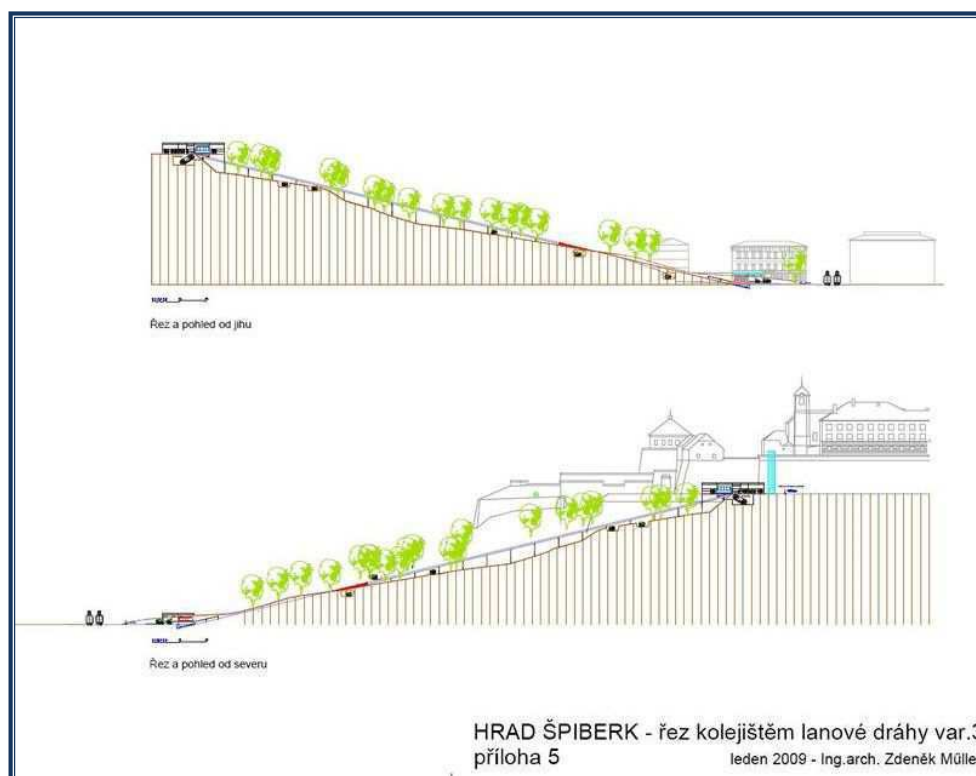 Řez a pohled od jihu
Řez a pohled od severu
HRAD ŠPIBERK - řez kolejištěm lanové dráhy var.3
příloha 5
leden 2009 - Ing.arch. Zdeněk Mülle